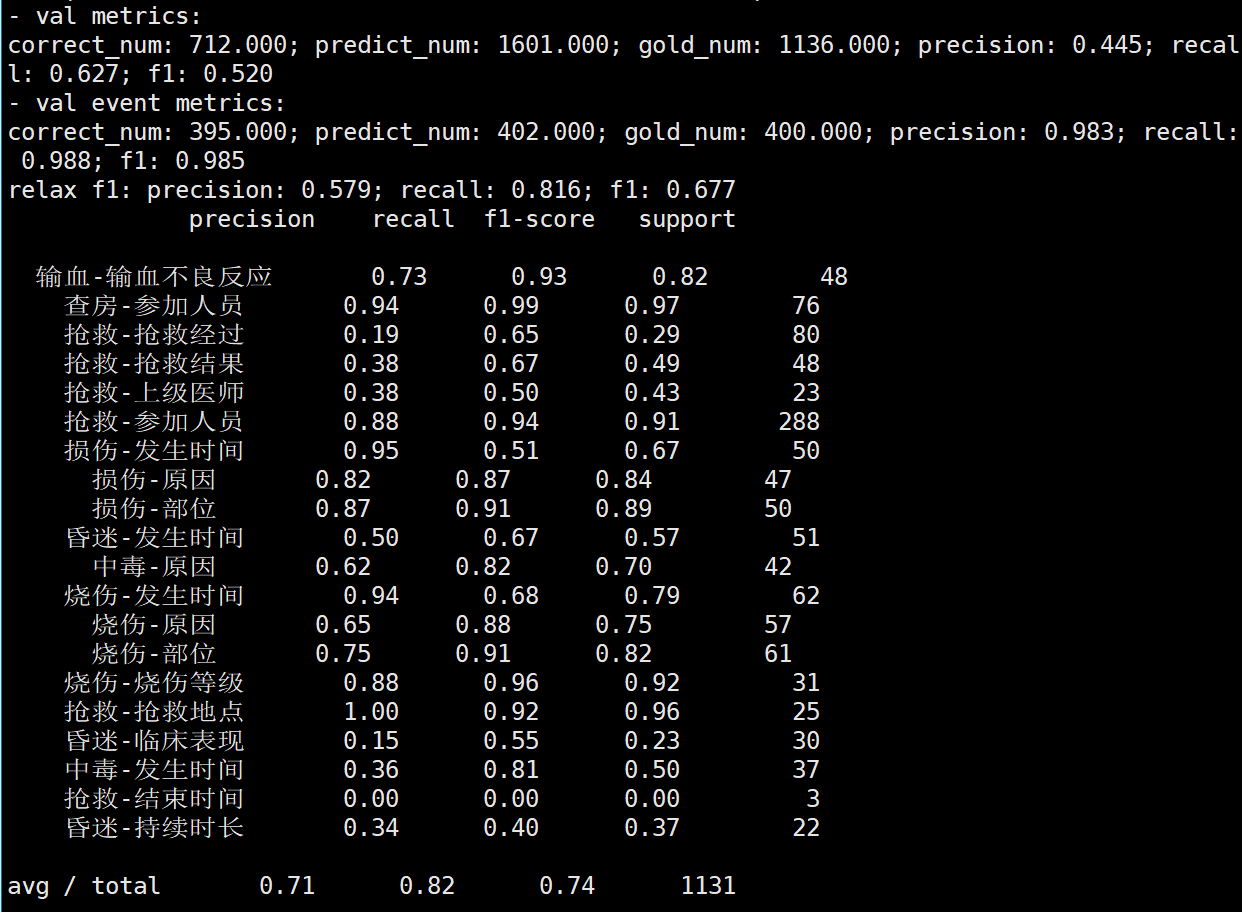 - val metrics:
correct_num: 712.000; predict_num: 1601.000; gold_num: 1136.000; precision: 0.445; recal
l: 0.627; f1: 0.520
- val event metrics:
correct_num: 395.000; predict_num: 402.000; gold_num: 400.000; precision: 0.983; recall:
0.988; f1: 0.985
relax f1: precision: 0.579; recall: 0.816; f1: 0.677
precision recall f1-score support
输血-输血不良反应 0.73 0.93 0.82 48
查房-参加人员 0.94 0.99 0.97 76
抢救-抢救经过 0.19 0.65 0.29 80
抢救-抢救结果 0.38 0.67 0.49 48
抢救-上级医师 0.38 0.50 0.43 23
抢救-参加人员 0.88 0.94 0.91 288
损伤-发生时间 0.95 0.51 0.67 50
损伤-原因 0.82 0.87 0.84 47
损伤-部位 0.87 0.91 0.89 50
昏迷-发生时间 0.50 0.67 0.57 51
中毒-原因 0.62 0.82 0.70 42
烧伤-发生时间 0.94 0.68 0.79 62
烧伤-原因 0.65 0.88 0.75 57
烧伤-部位 0.75 0.91 0.82 61
烧伤-烧伤等级 0.88 0.96 0.92 31
抢救-抢救地点 1.00 0.92 0.96 25
昏迷-临床表现 0.15 0.55 0.23 30
中毒-发生时间 0.36 0.81 0.50 37
抢救-结束时间 0.00 0.00 0.00 3
昏迷-持续时长 0.34 0.40 0.37 22
avg / total 0.71 0.82 0.74 1131